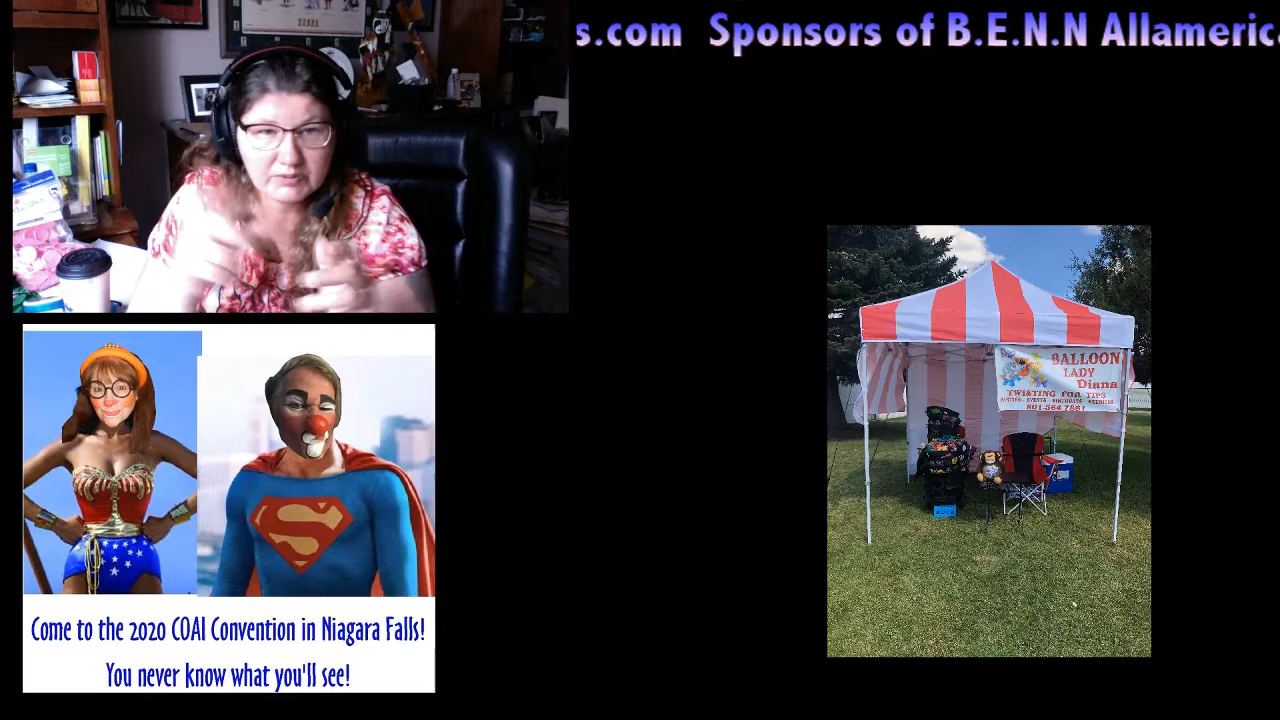 s.com Sponsors of B.E.N.N Allameric
BALLOON
LADY
Diana
TWISTING FOR TIPS
Come to the 2020 COAI Convention in Niagara Falls!
You never know what you'll see!